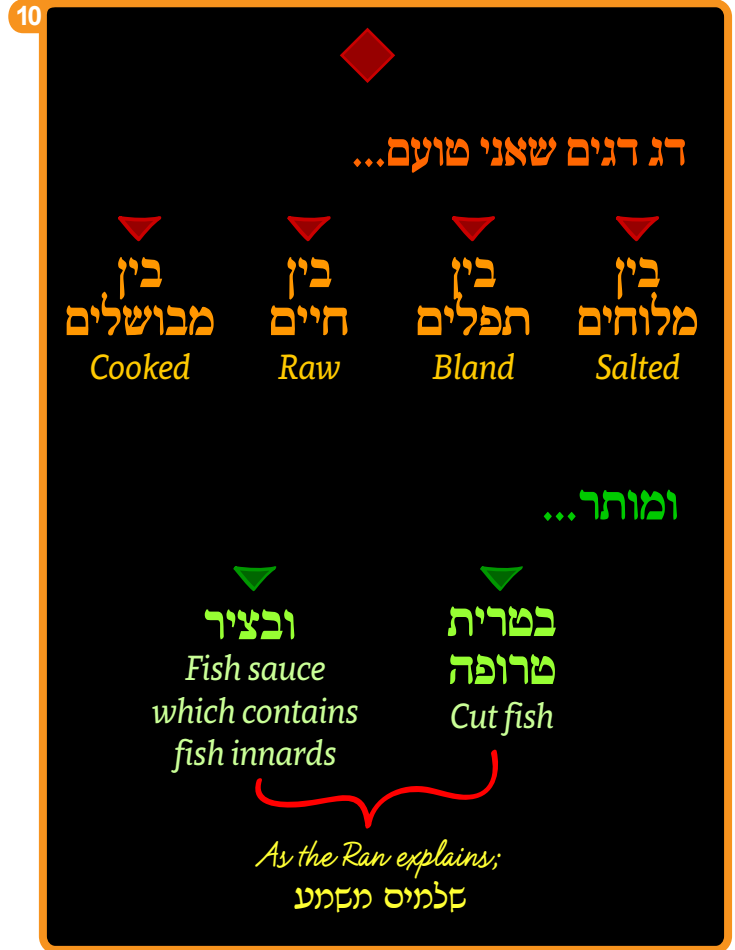 10
דג דגים שאני טועם...
בין
מלוחים
Salted
בין
תפלים
Bland
בין
חיים
Raw
בין
מבושלים
Cooked
ומותר...
בטרית
טרופה
Cut fish
ובציר
Fish sauce
which contains
fish innards
As the Ran explains;
שלמים משמע